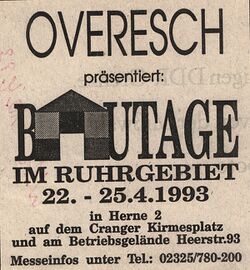 OVERESCH
präsentiert:
BAUTAGE
IM RUHRGEBIET
22. - 25.4.1993
in Herne 2
auf dem Cranger Kirmesplatz
und am Betriebsgelände Heerstr.93
Messeinfos unter Tel.: 02325/780-200